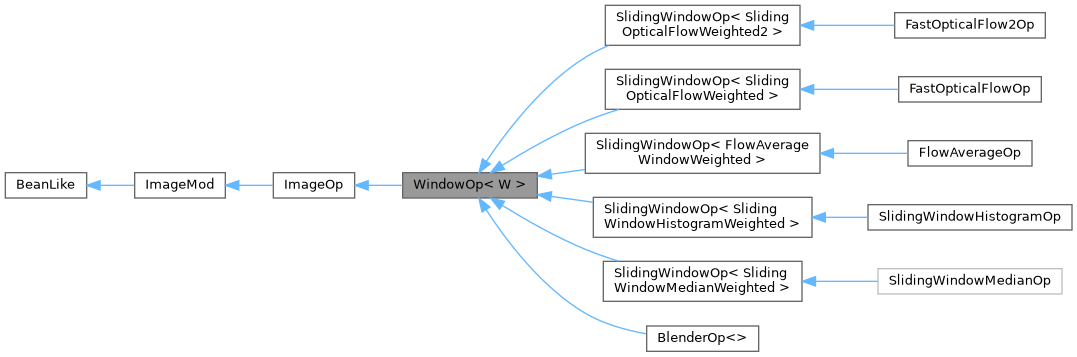 SlidingWindowOp< Sliding
OpticalFlowWeighted2 >
FastOpticalFlow2Op
SlidingWindowOp< Sliding
OpticalFlowWeighted >
FastOpticalFlowOp
SlidingWindowOp< FlowAverage
WindowWeighted >
FlowAverageOp
BeanLike
ImageMod
ImageOp
WindowOp< W >
SlidingWindowOp< Sliding
WindowHistogramWeighted >
SlidingWindowHistogramOp
SlidingWindowOp< Sliding
WindowMedianWeighted >
SlidingWindowMedianOp
BlenderOp<>